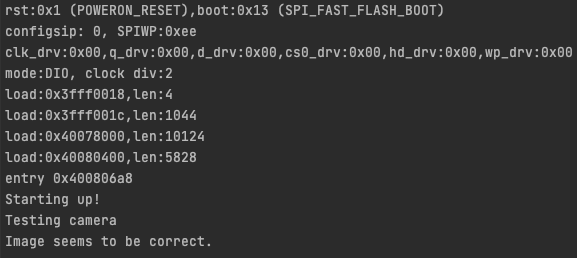 rst:0x1 (POWERON_RESET),boot:0x13 (SPI_FAST_FLASH_BOOT)
configsip: 0, SPIWP:0xee
clk_drv:0x00,q_drv:0x00,d_drv:0x00,cs0_drv:0x00,hd_drv:0x00,wp_drv:0x00
mode:DIO, clock div:2
load:0x3fff0018,len:4
load:0x3fff001c,len:1044
load:0x40078000,len:10124
load:0x40080400,len:5828
entry 0x400806a8
Starting up!
Testing camera
Image seems to be correct.